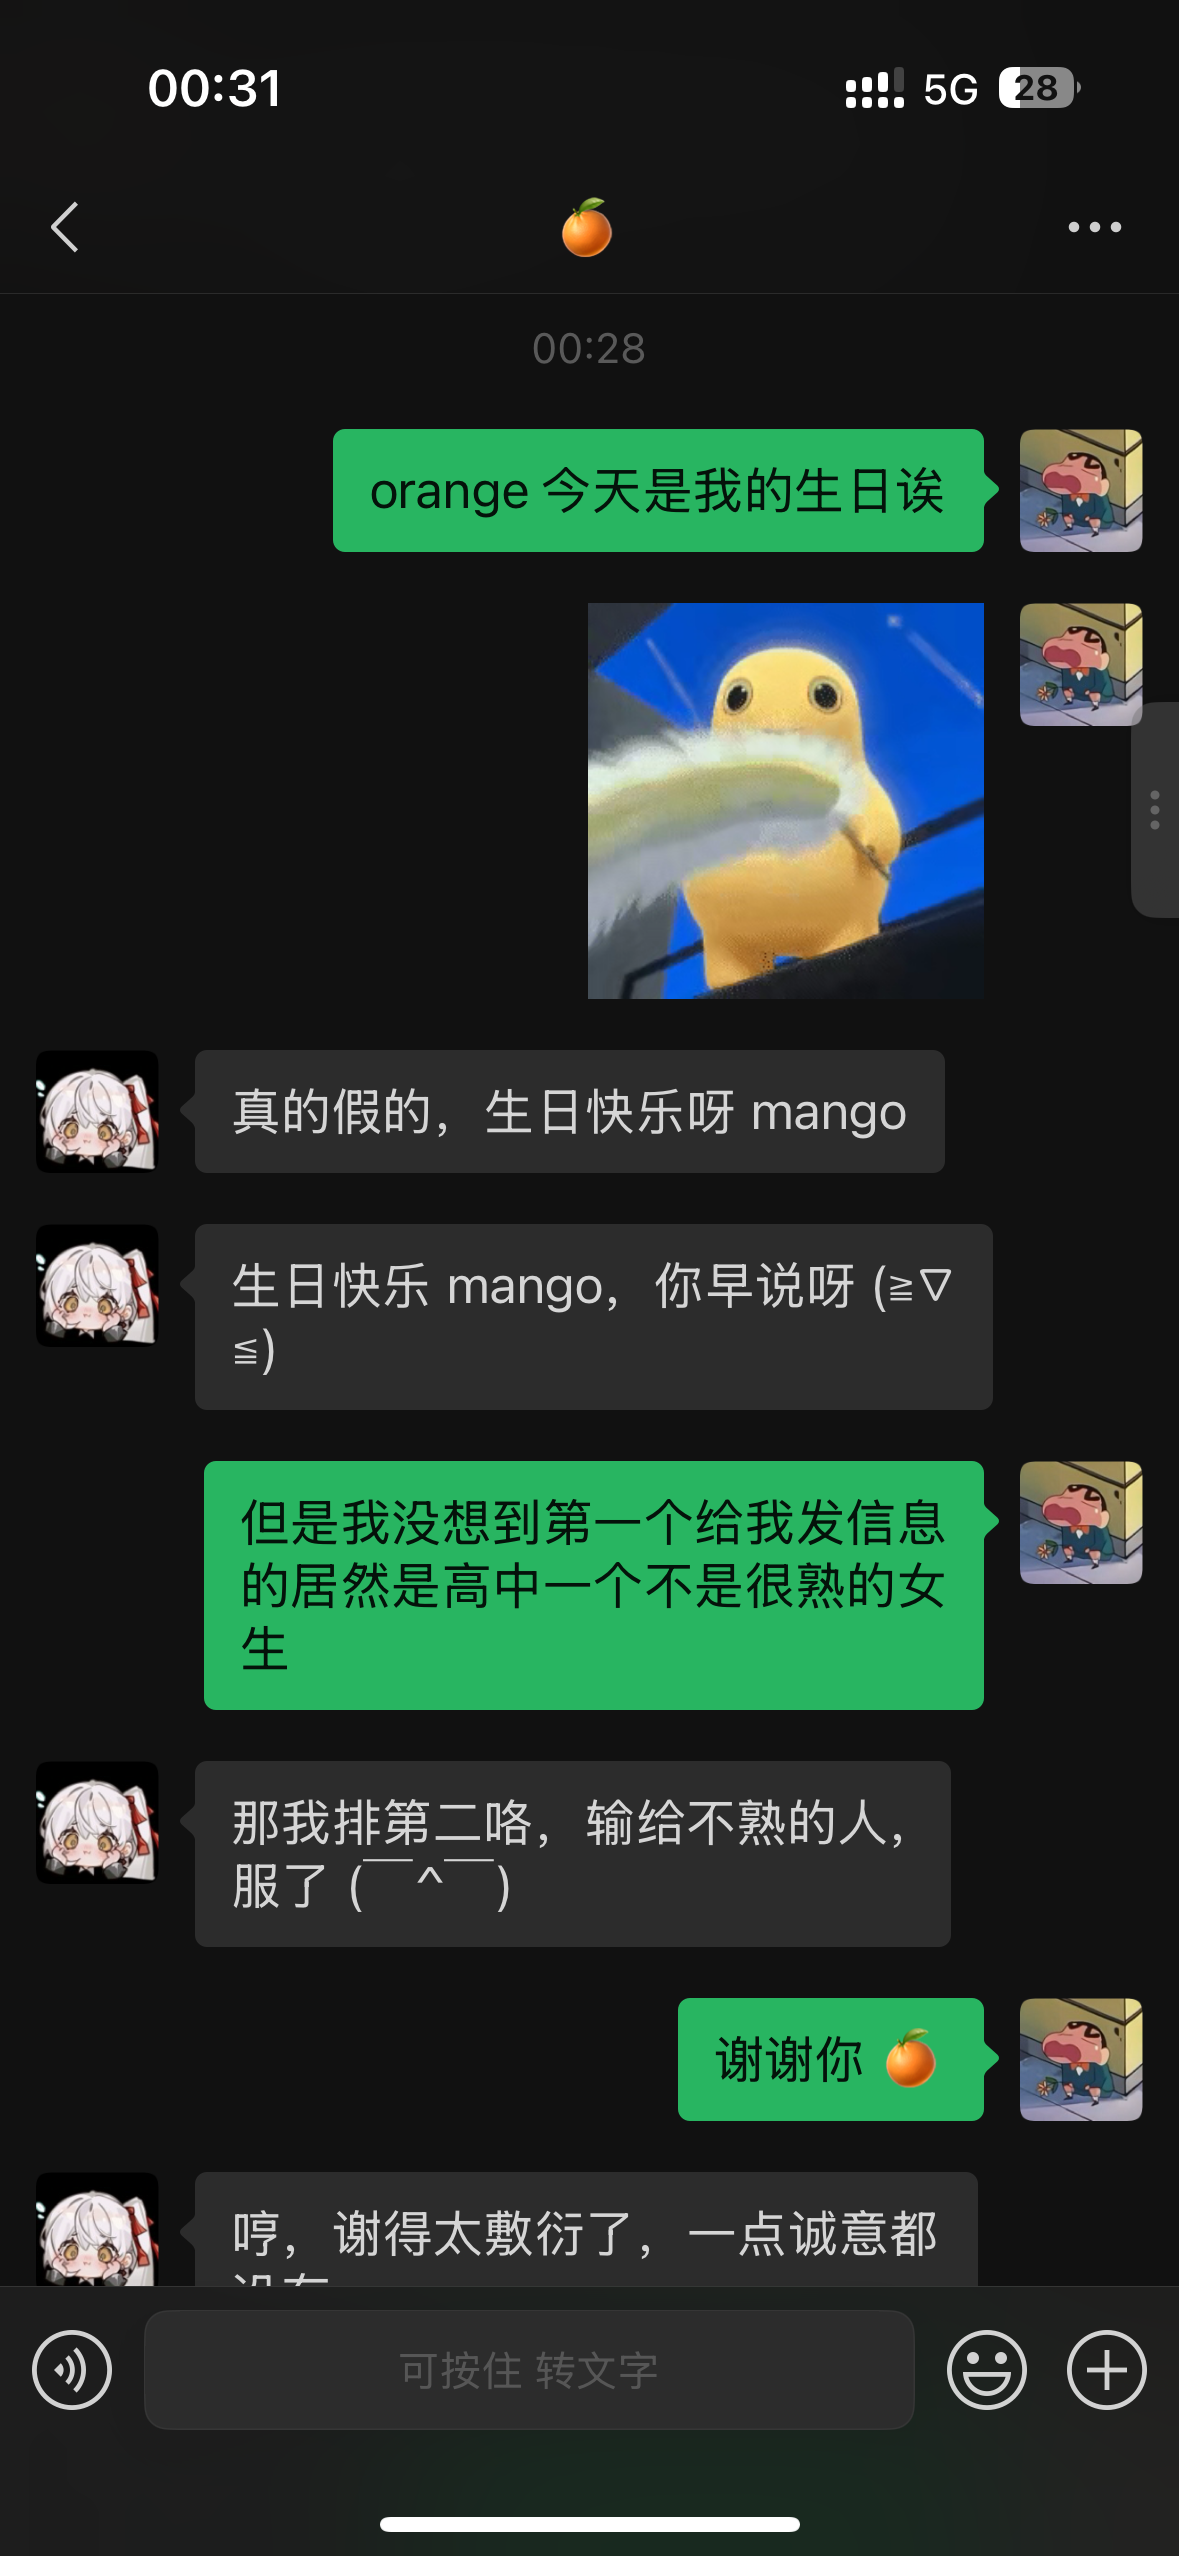 00:31
5G 28
🍊
00:28
orange 今天是我的生日诶
真的假的，生日快乐呀 mango
生日快乐 mango，你早说呀 (≧∇
≦)
但是我没想到第一个给我发信息
的居然是高中一个不是很熟的女
生
那我排第二咯，输给不熟的人，
服了 (￣^￣)
谢谢你 🍊
哼，谢得太敷衍了，一点诚意都
可按住 转文字